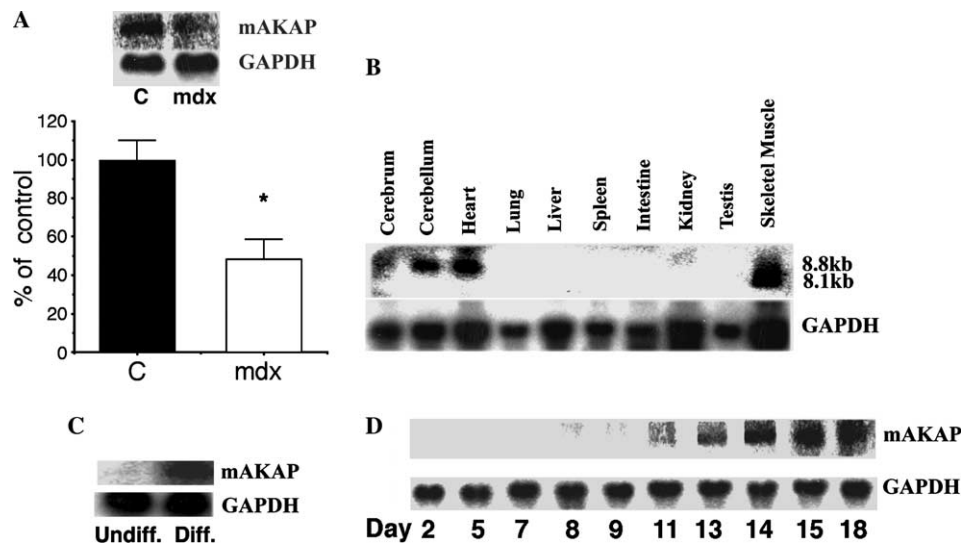 A
mAKAP
GAPDH
C mdx
120
100
80
60
40
20
0
% of control
*
C mdx
B
Cerebrum
Cerebellum
Heart
Lung
Liver
Spleen
Intestine
Kidney
Testis
Skeletel Muscle
8.8kb
8.1kb
GAPDH
C
mAKAP
GAPDH
Undiff. Diff.
D
mAKAP
GAPDH
Day 2 5 7 8 9 11 13 14 15 18